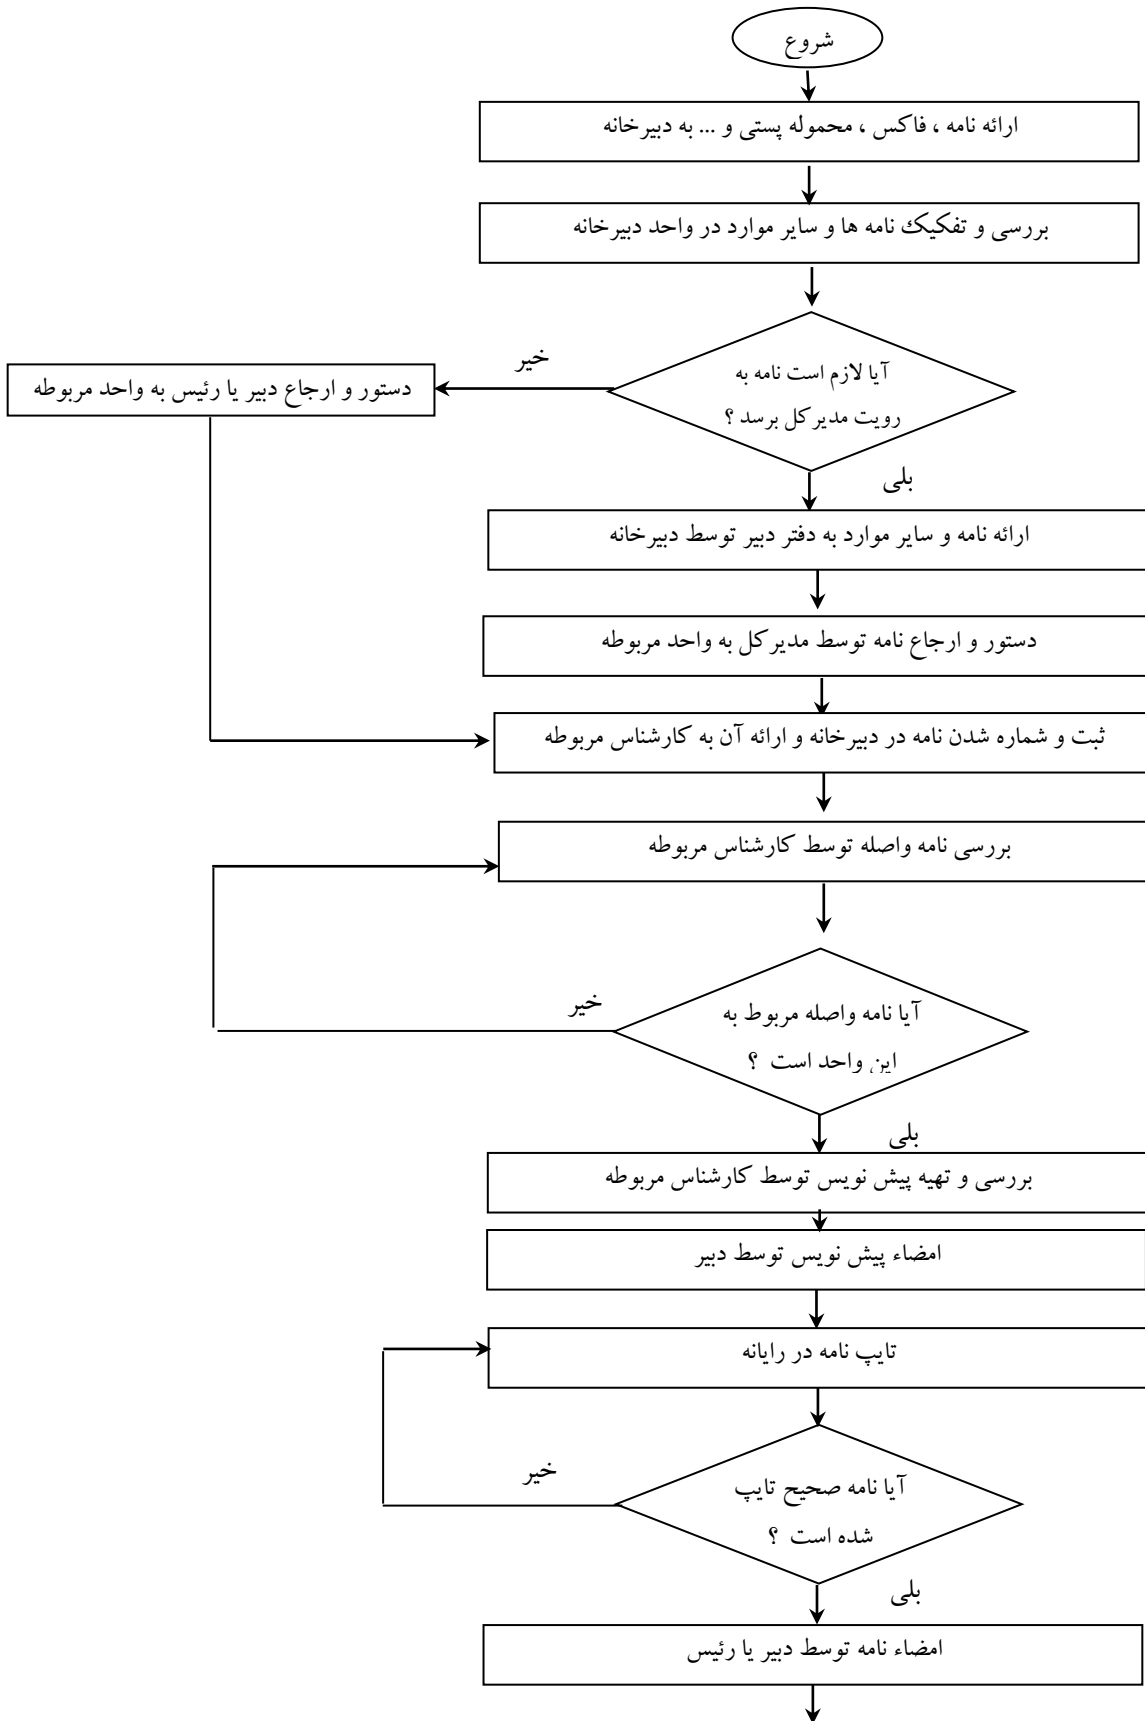 شروع
ارائه نامه ، فاکس ، محموله پستی و ... به دبیرخانه
بررسی و تفکیک نامه ها و سایر موارد در واحد دبیرخانه
آیا لازم است نامه به
رویت مدیرکل برسد ؟
خیر
دستور و ارجاع دبیر یا رئیس به واحد مربوطه
بلی
ارائه نامه و سایر موارد به دفتر دبیر توسط دبیرخانه
دستور و ارجاع نامه توسط مدیرکل به واحد مربوطه
ثبت و شماره شدن نامه در دبیرخانه و ارائه آن به کارشناس مربوطه
بررسی نامه واصله توسط کارشناس مربوطه
آیا نامه واصله مربوط به
این واحد است ؟
خیر
بلی
بررسی و تهیه پیش نویس توسط کارشناس مربوطه
امضاء پیش نویس توسط دبیر
تایپ نامه در رایانه
آیا نامه صحیح تایپ
شده است ؟
خیر
بلی
امضاء نامه توسط دبیر یا رئیس